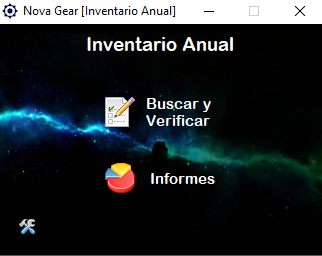 Nova Gear [Inventario Anual]
Inventario Anual
Buscar y
Verificar
Informes